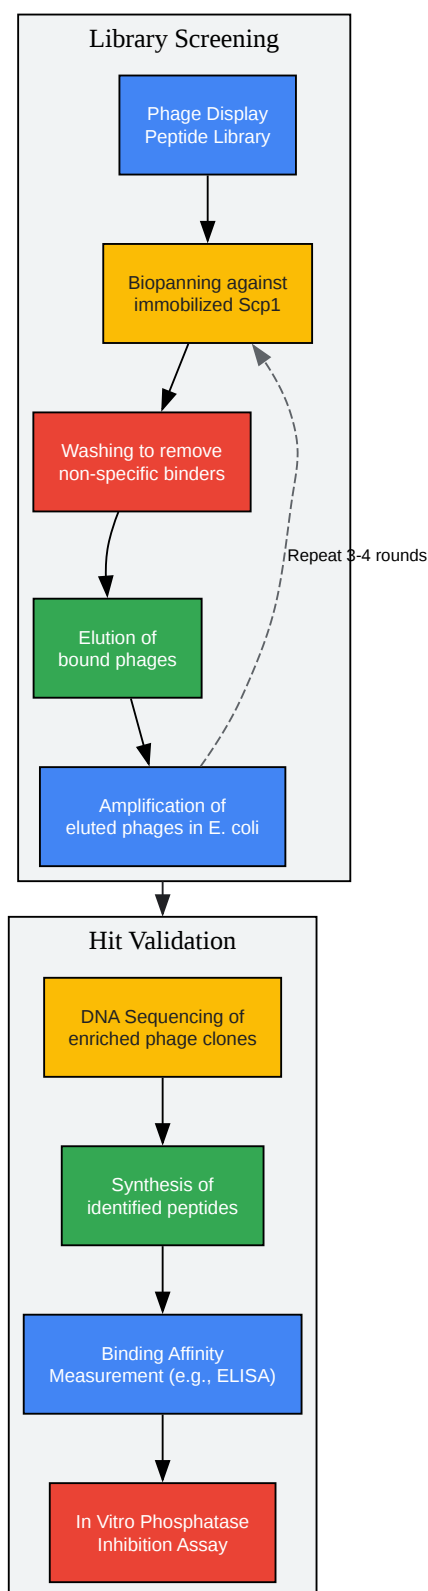 Library Screening
Phage Display
Peptide Library
Biopanning against
immobilized Scp1
Washing to remove
non-specific binders
Repeat 3-4 rounds
Elution of
bound phages
Amplification of
eluted phages in E. coli
Hit Validation
DNA Sequencing of
enriched phage clones
Synthesis of
identified peptides
Binding Affinity
Measurement (e.g., ELISA)
In Vitro Phosphatase
Inhibition Assay